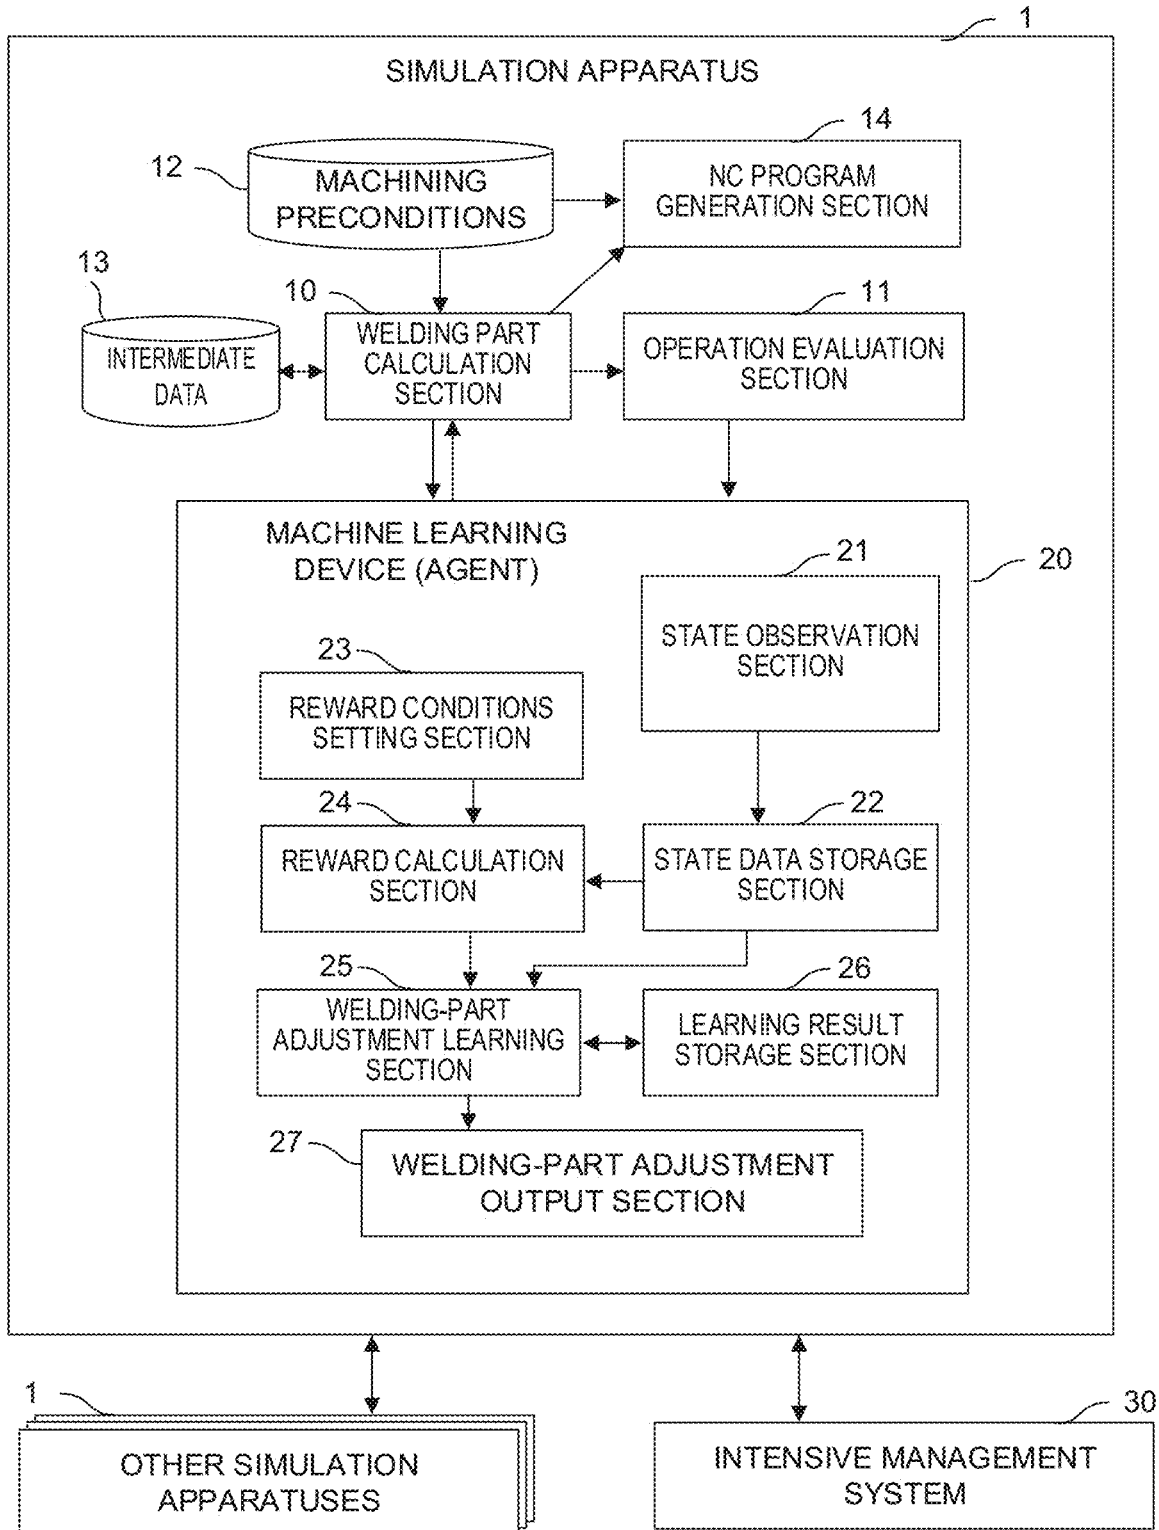 1
SIMULATION APPARATUS
14
12
MACHINING
PRECONDITIONS
NC PROGRAM
GENERATION SECTION
13
10
11
INTERMEDIATE
DATA
WELDING PART
CALCULATION
SECTION
OPERATION EVALUATION
SECTION
MACHINE LEARNING
DEVICE (AGENT)
20
21
STATE OBSERVATION
SECTION
23
REWARD CONDITIONS
SETTING SECTION
24
22
REWARD CALCULATION
SECTION
STATE DATA STORAGE
SECTION
25
26
WELDING-PART
ADJUSTMENT LEARNING
SECTION
LEARNING RESULT
STORAGE SECTION
27
WELDING-PART ADJUSTMENT
OUTPUT SECTION
1
30
OTHER SIMULATION
APPARATUSES
INTENSIVE MANAGEMENT
SYSTEM